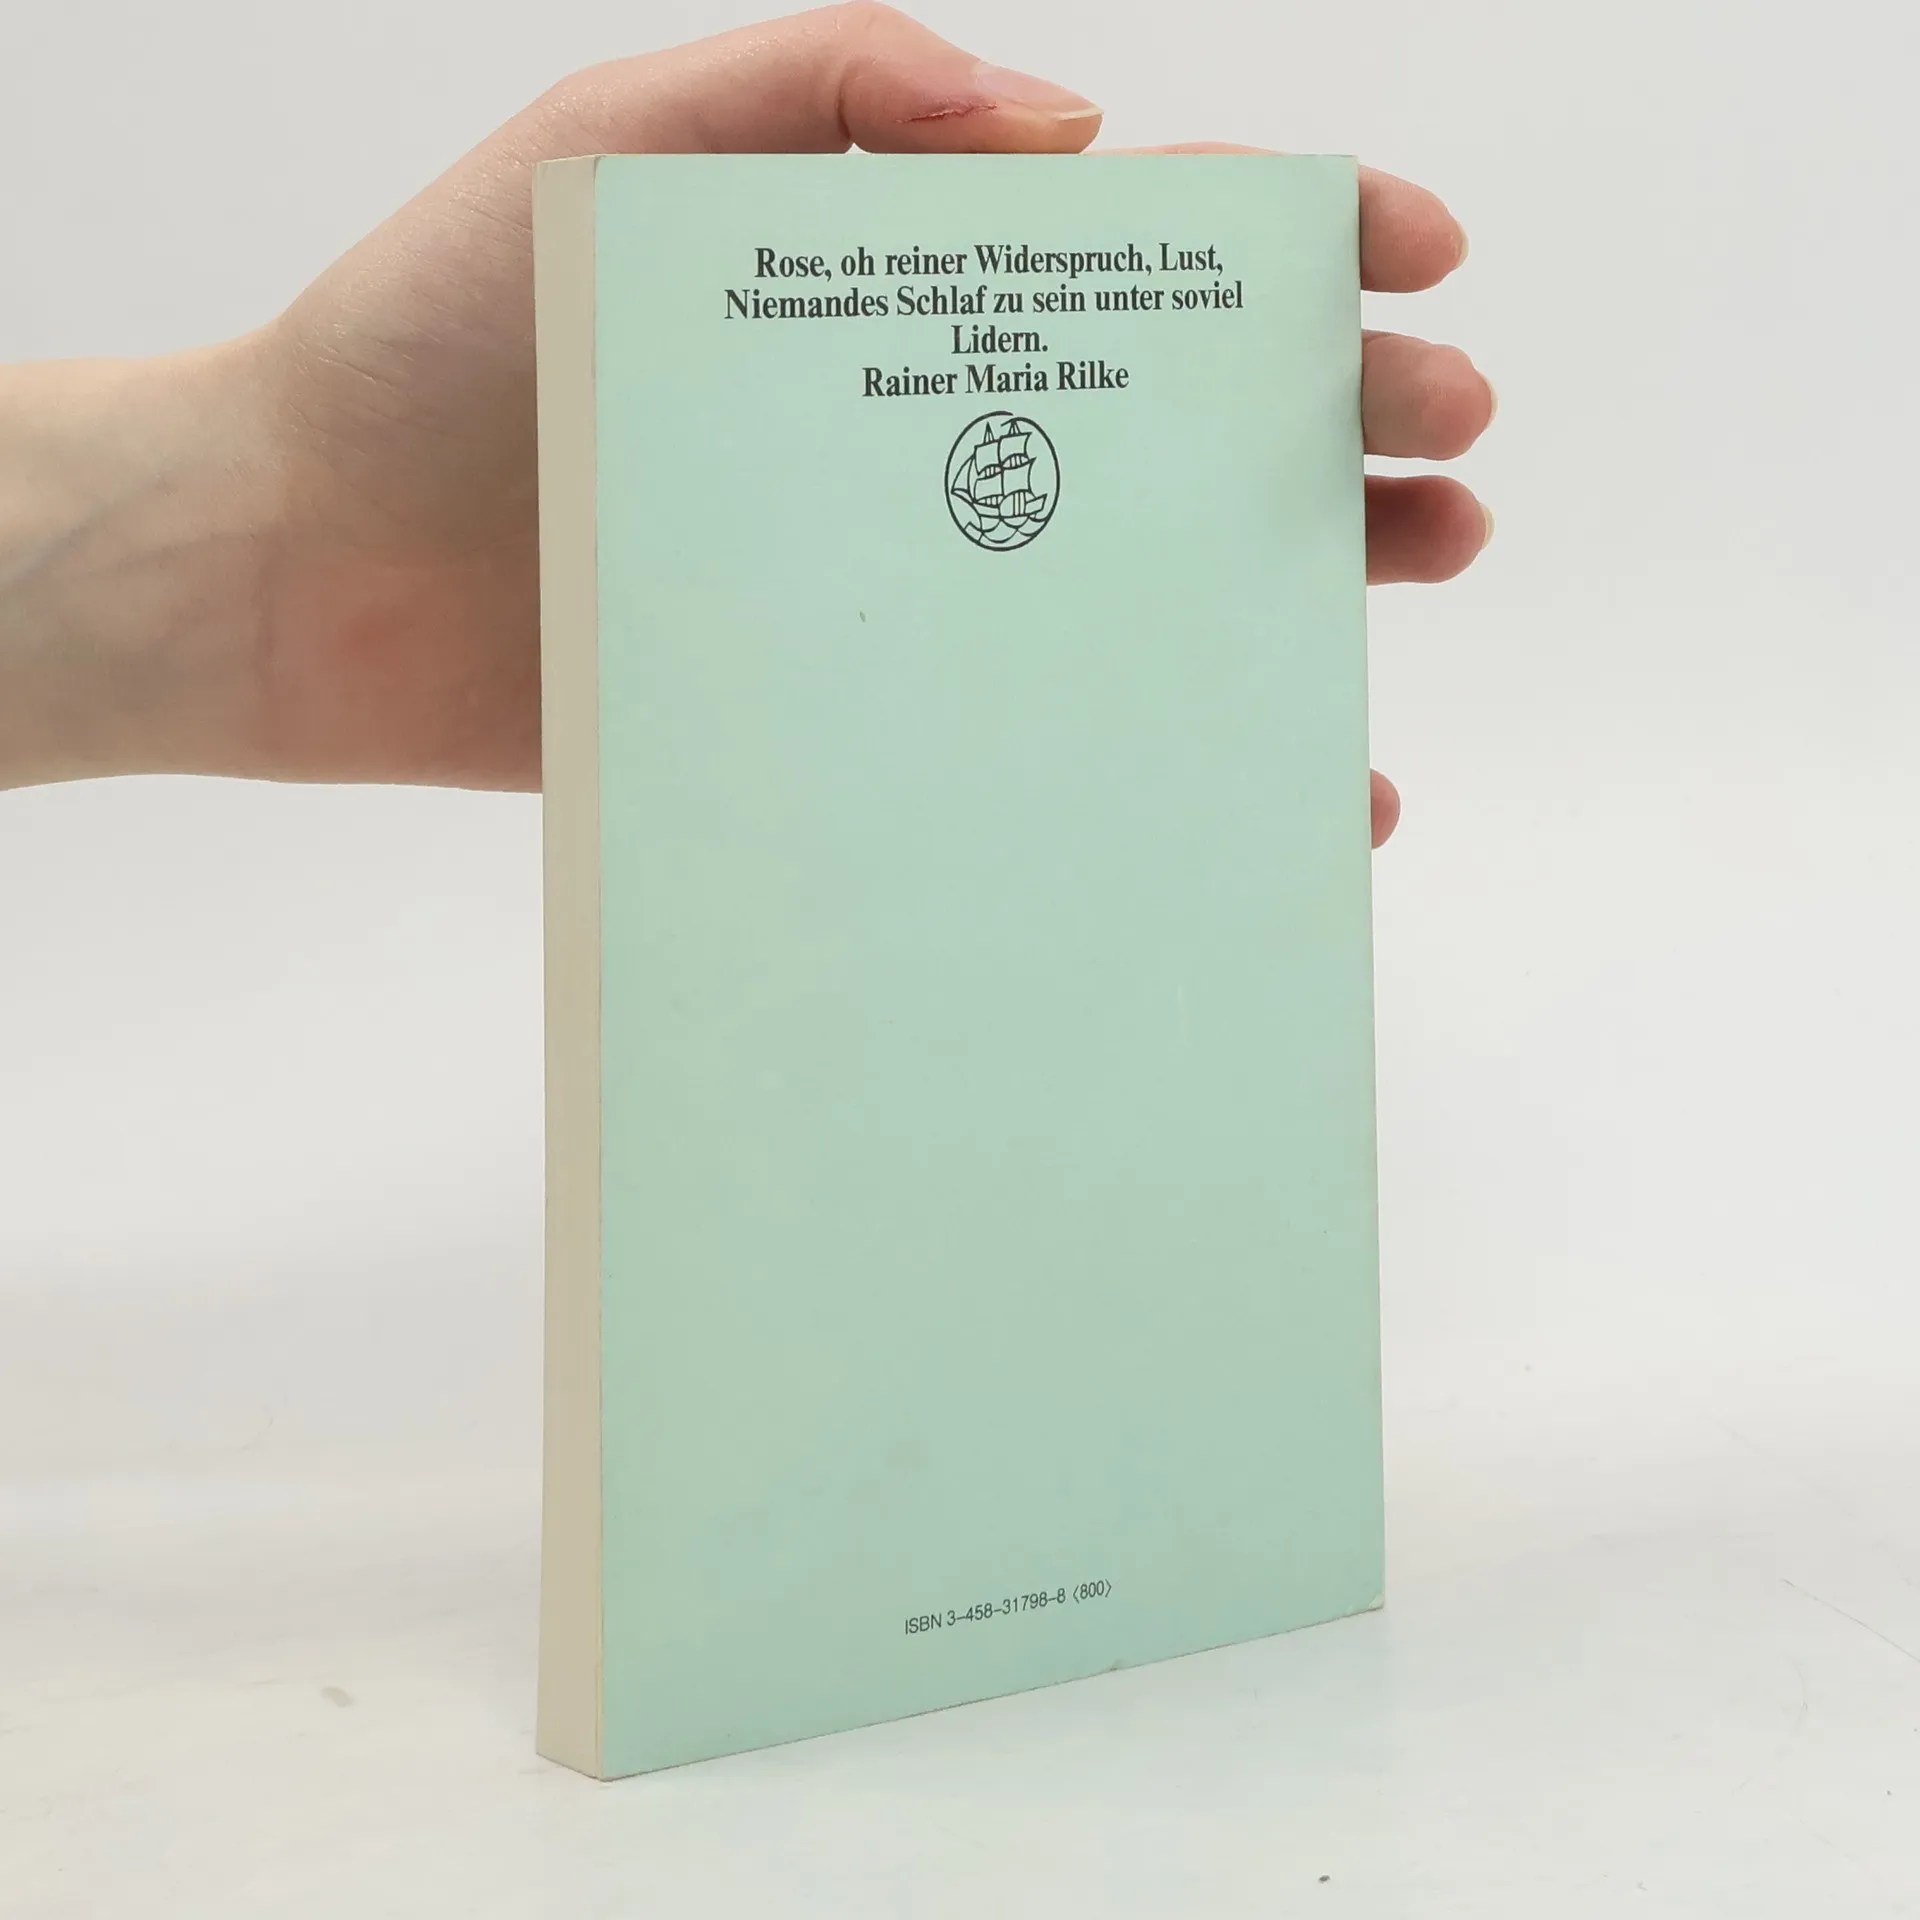 Rose, oh reiner Widerspruch, Lust,
Niemandes Schlaf zu sein unter soviel
Lidern.
Rainer Maria Rilke
ISBN 3-458-31798-8 ⟨800⟩